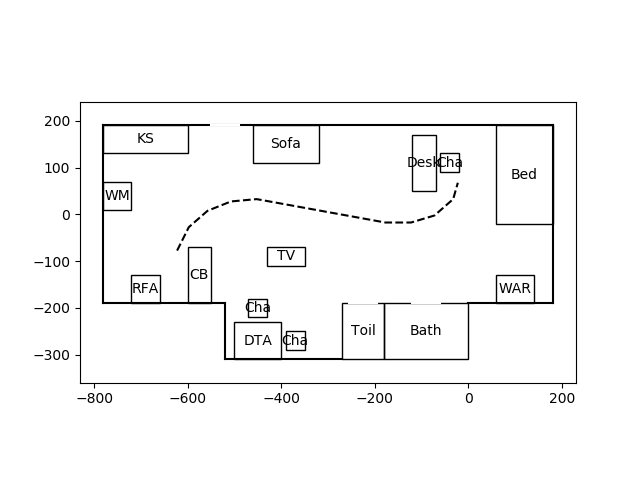 200
100
0
−100
−200
−300
−800
−600
−400
−200
0
200
KS
Sofa
Desk
Cha
Bed
WM
TV
CB
RFA
WAR
Cha
DTA
Cha
Toil
Bath